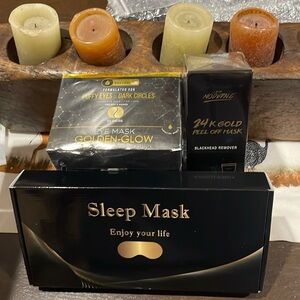 FORMULATED FOR
PUFFY EYES & DARK CIRCLES
EYE MASK
GOLDEN-GLOW
24K GOLD
PEEL OFF MASK
BLACKHEAD REMOVER
Sleep Mask
Enjoy your life